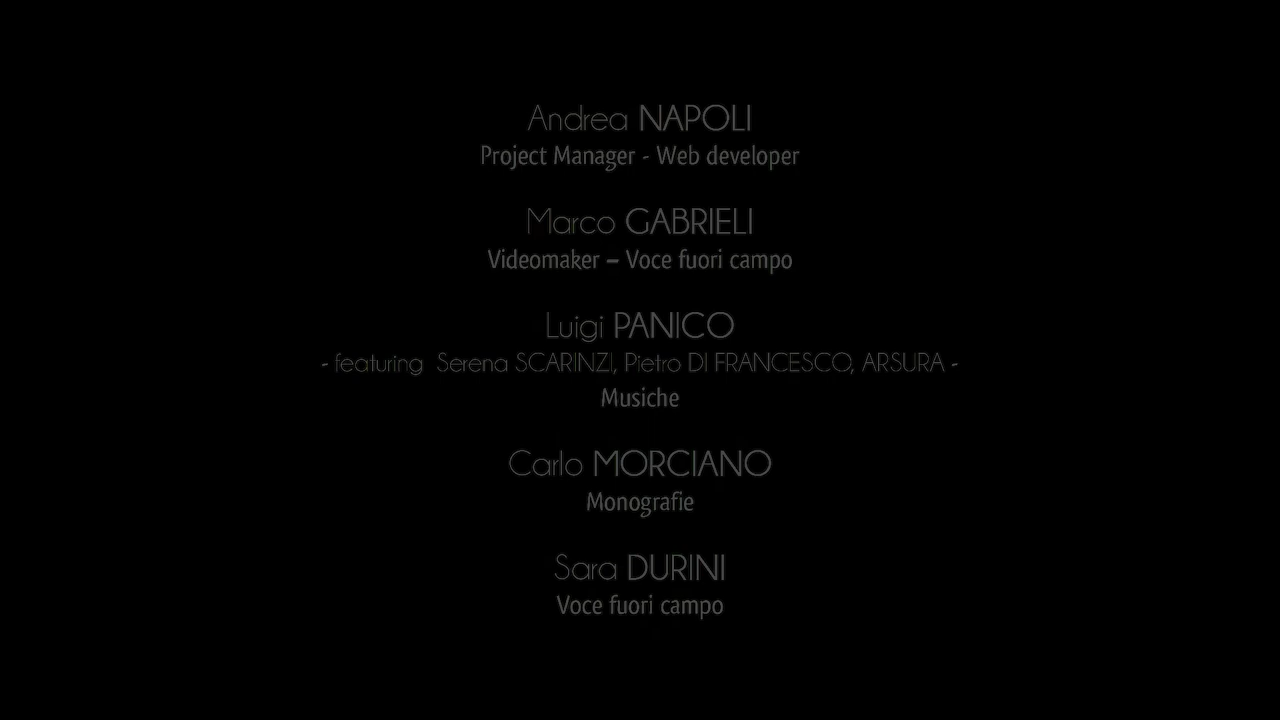 Andrea NAPOLI
Project Manager - Web developer
Marco GABRIELI
Videomaker – Voce fuori campo
Luigi PANICO
- featuring Serena SCARINZI, Pietro DI FRANCESCO, ARSURA -
Musiche
Carlo MORCIANO
Monografie
Sara DURINI
Voce fuori campo